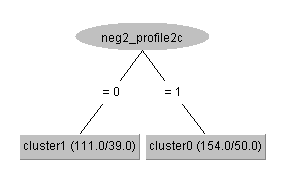 neg2_profile2c
= 0 = 1
cluster1 (111.0/39.0) cluster0 (154.0/50.0)